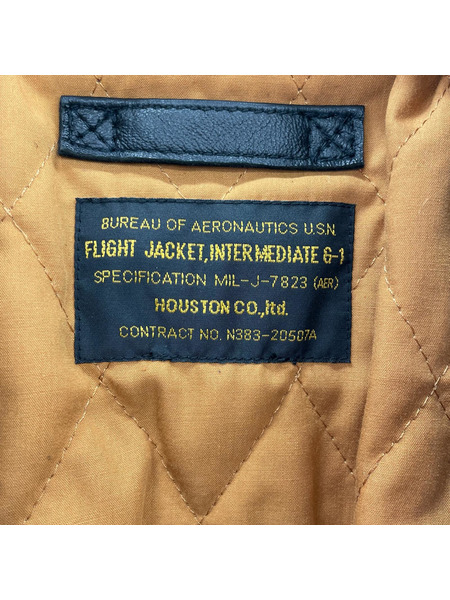 BUREAU OF AERONAUTICS U.S.N.
FLIGHT JACKET, INTERMEDIATE G-1
SPECIFICATION MIL-J-7823 (AER)
HOUSTON CO.,ltd.
CONTRACT NO. N383-20507A